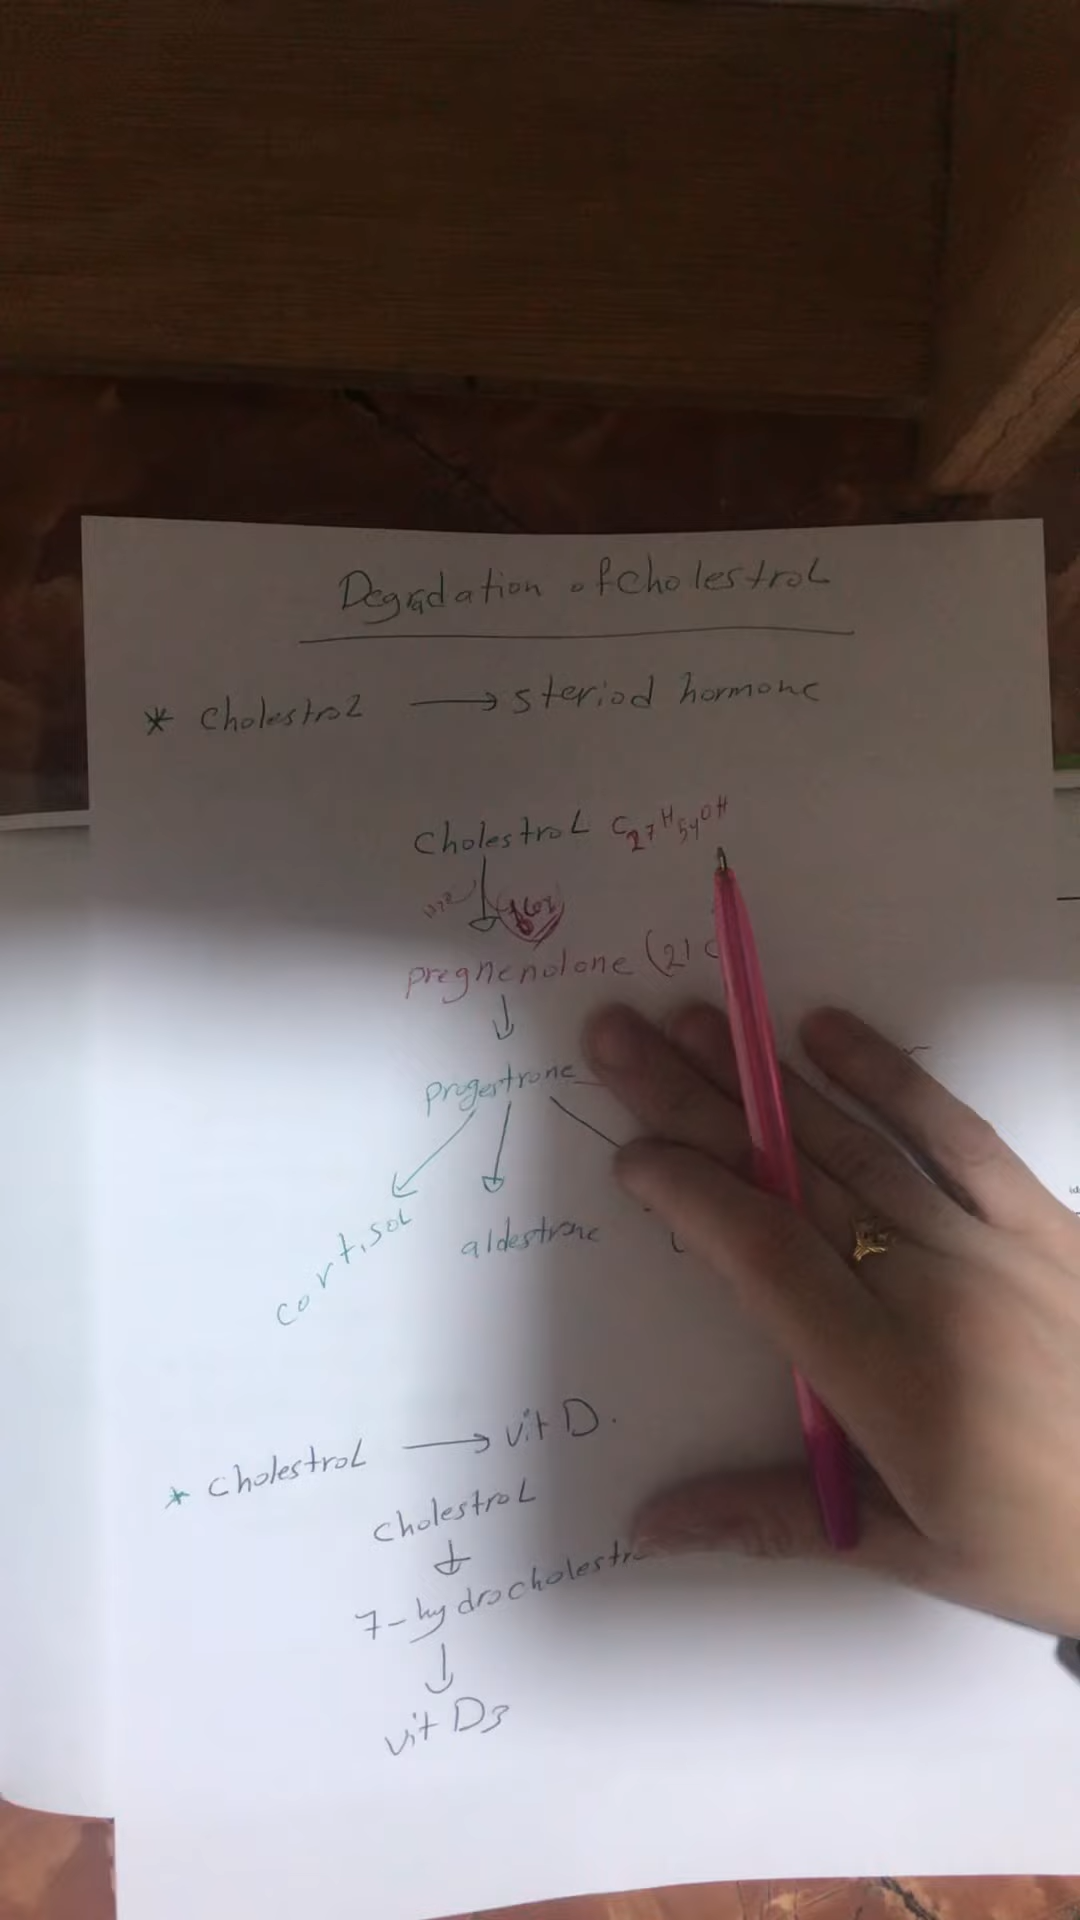 Degradation of cholestrol
* cholestrol → steriod hormone
cholestrol C27H54OH
pregnenolone (21 C
↓
progestrone
cortisol
aldestrone
* cholestrol → vit D.
cholestrol
↓
7-hydrocholestr
↓
vit D3